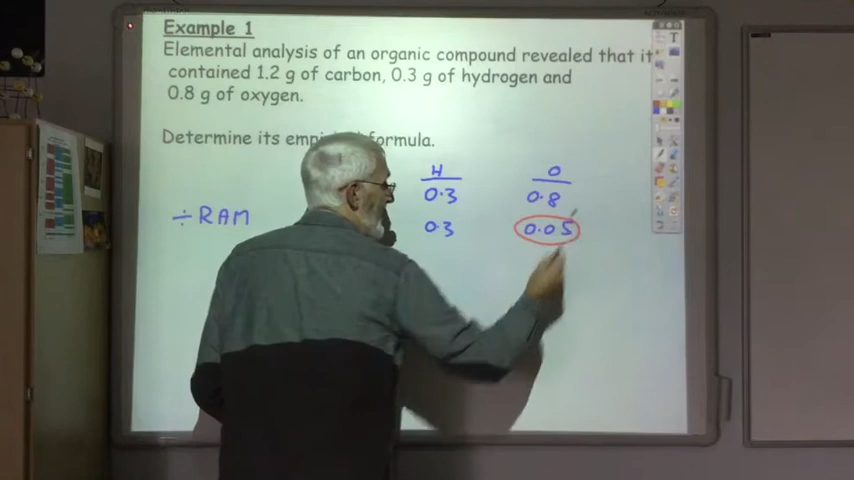 Example 1
Elemental analysis of an organic compound revealed that it
contained 1.2 g of carbon, 0.3 g of hydrogen and
0.8 g of oxygen.
Determine its formula.
H O
0.3 0.8
÷ RAM 0.3 0.05